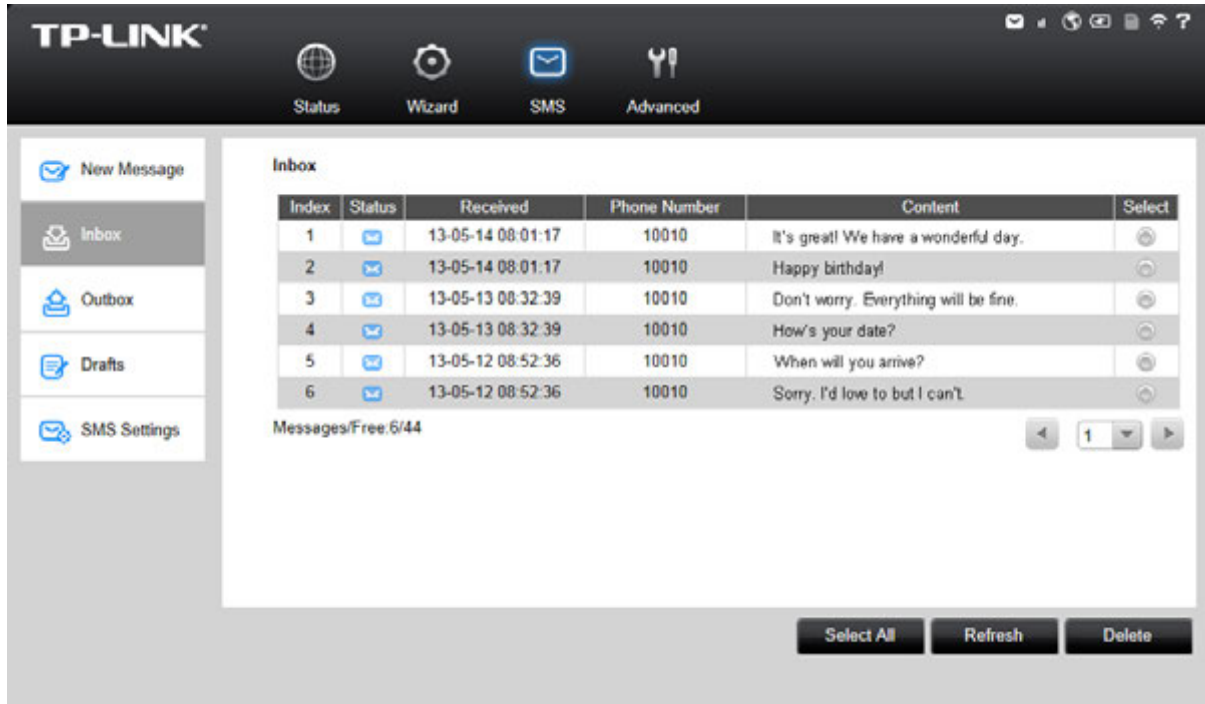 TP-LINK
?
Status Wizard SMS Advanced
New Message
Inbox
Outbox
Drafts
SMS Settings
Inbox
Index Status Received Phone Number Content Select
1 13-05-14 08:01:17 10010 It's great! We have a wonderful day.
2 13-05-14 08:01:17 10010 Happy birthday!
3 13-05-13 08:32:39 10010 Don't worry. Everything will be fine.
4 13-05-13 08:32:39 10010 How's your date?
5 13-05-12 08:52:36 10010 When will you arrive?
6 13-05-12 08:52:36 10010 Sorry. I'd love to but I can't.
Messages/Free:6/44
1
Select All Refresh Delete